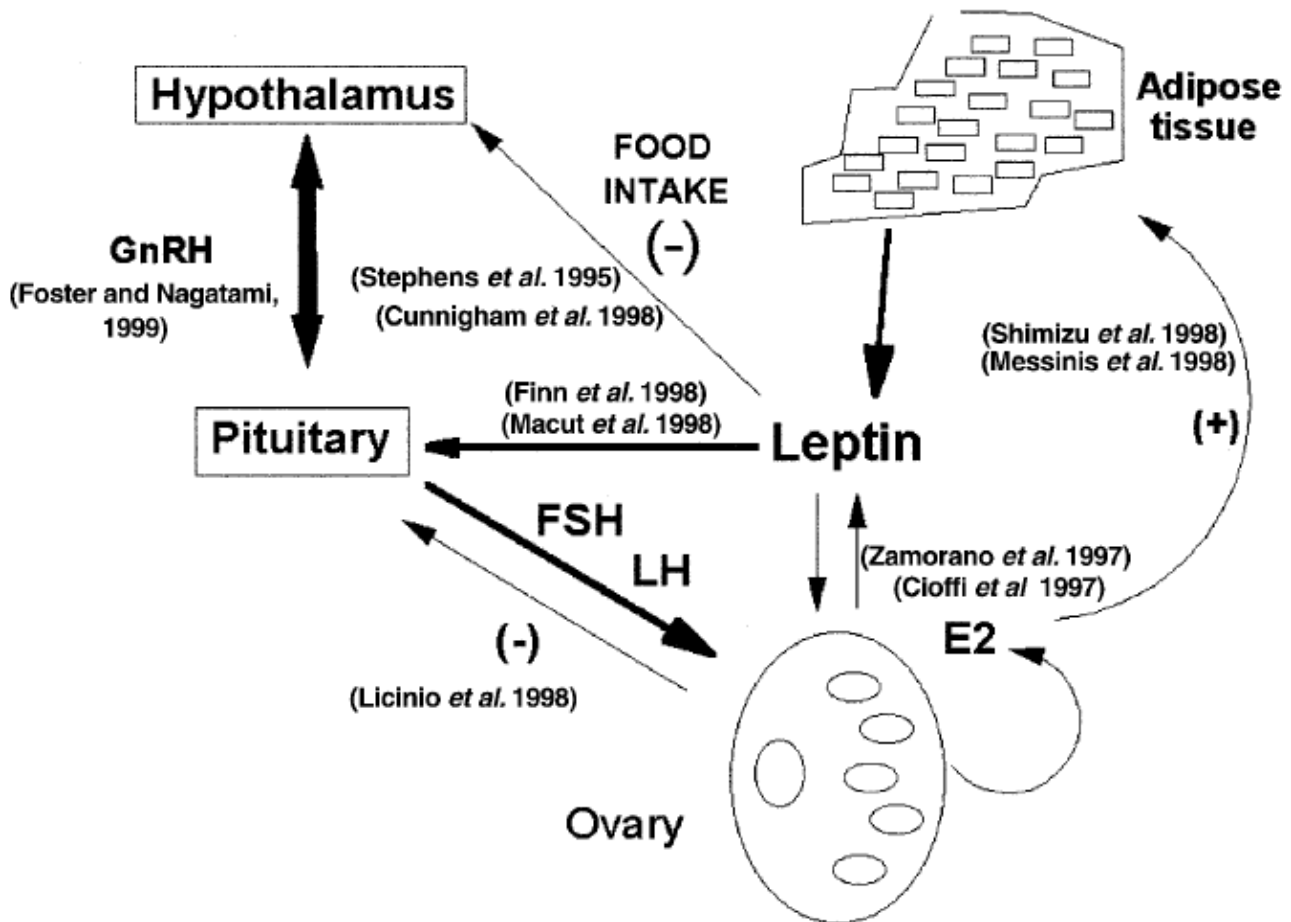 Hypothalamus
Adipose
tissue
FOOD
INTAKE
(-)
GnRH
(Foster and Nagatami,
1999)
(Stephens et al. 1995)
(Cunnigham et al. 1998)
(Shimizu et al. 1998)
(Messinis et al. 1998)
(+)
(Finn et al. 1998)
(Macut et al. 1998)
Pituitary
Leptin
FSH
LH
(Zamorano et al. 1997)
(Cioffi et al 1997)
E2
(-)
(Licinio et al. 1998)
Ovary